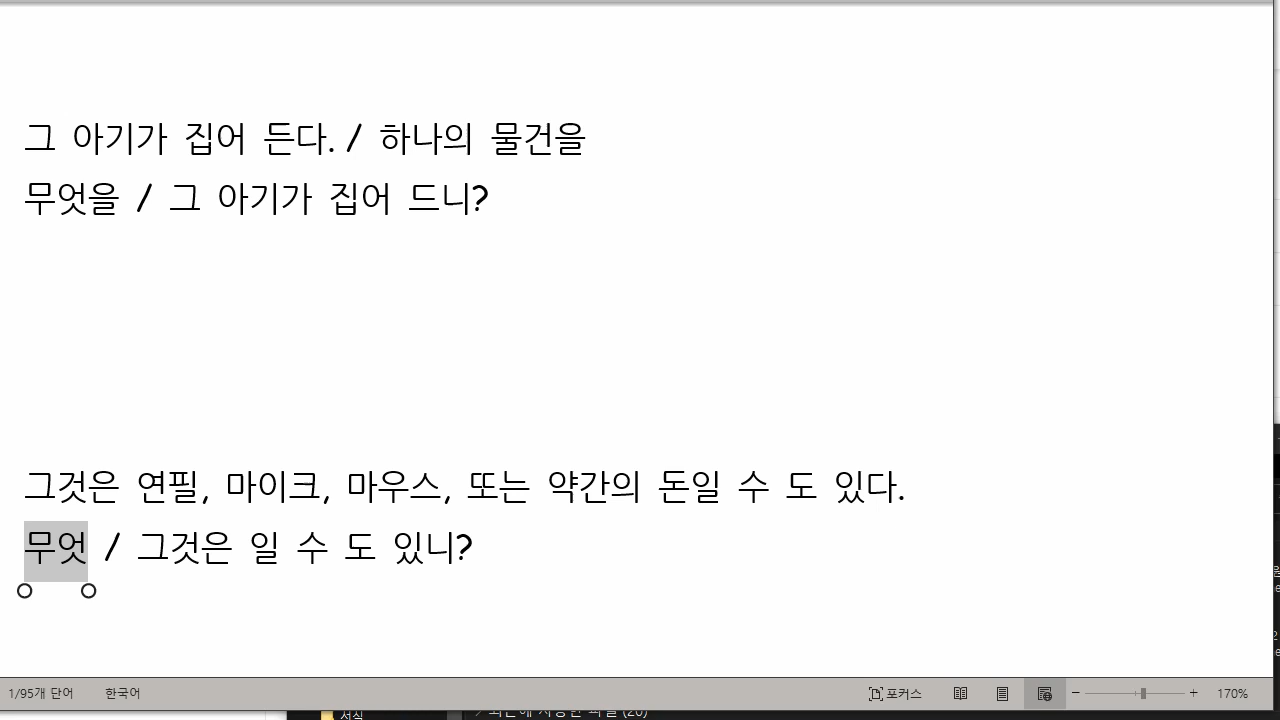 그 아기가 집어 든다. / 하나의 물건을
무엇을 / 그 아기가 집어 드니?
그것은 연필, 마이크, 마우스, 또는 약간의 돈일 수 도 있다.
무엇 / 그것은 일 수 도 있니?
1/95개 단어 한국어 포커스 170%
서식